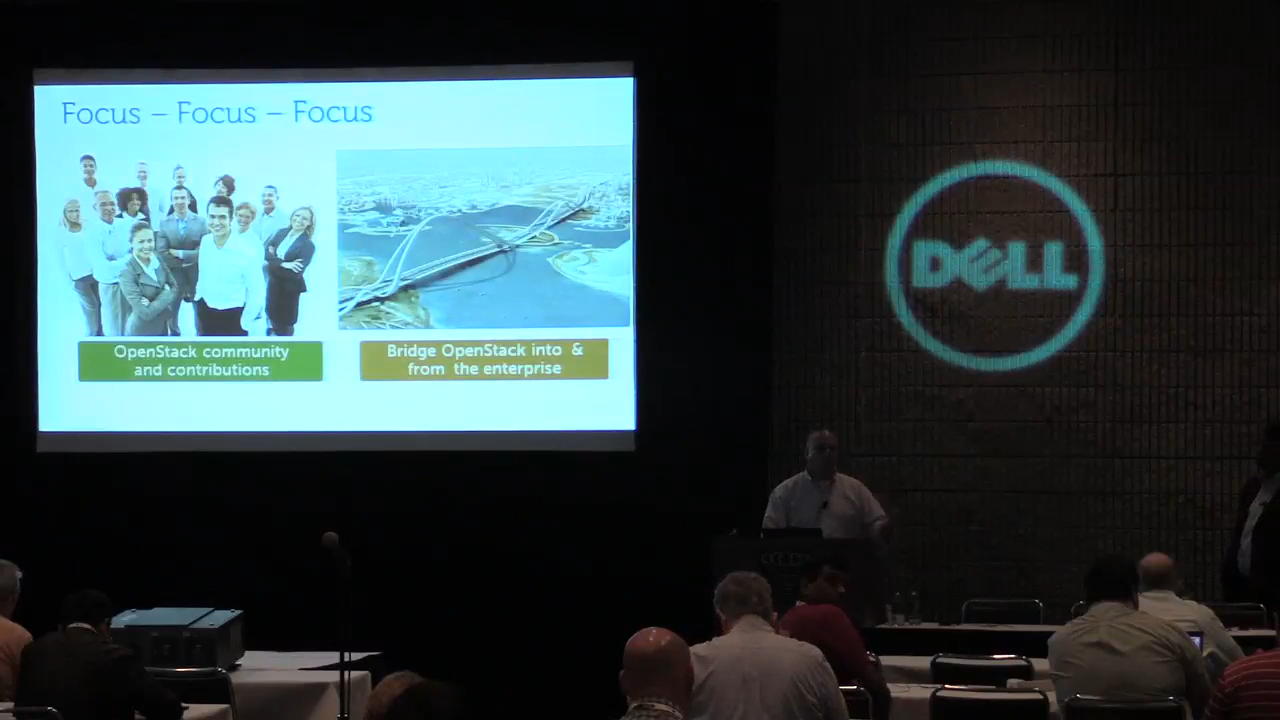 Focus – Focus – Focus
OpenStack community
and contributions
Bridge OpenStack into &
from the enterprise
DELL